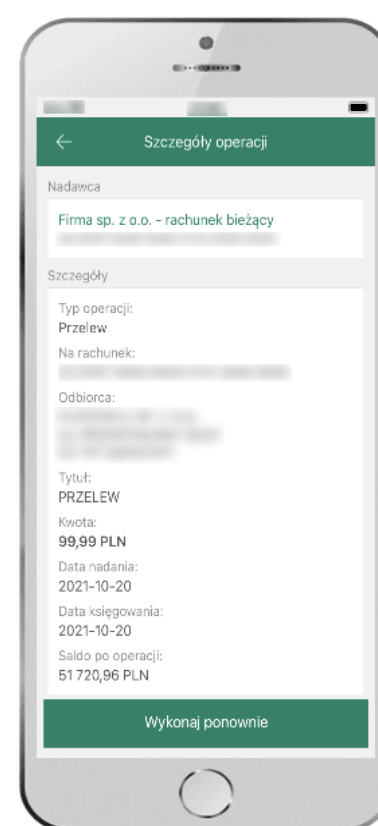 Szczegóły operacji
Nadawca
Firma sp. z o.o. - rachunek bieżący
Szczegóły
Typ operacji:
Przelew
Na rachunek:
Odbiorca:
Tytuł:
PRZELEW
Kwota:
99,99 PLN
Data nadania:
2021-10-20
Data księgowania:
2021-10-20
Saldo po operacji:
51 720,96 PLN
Wykonaj ponownie